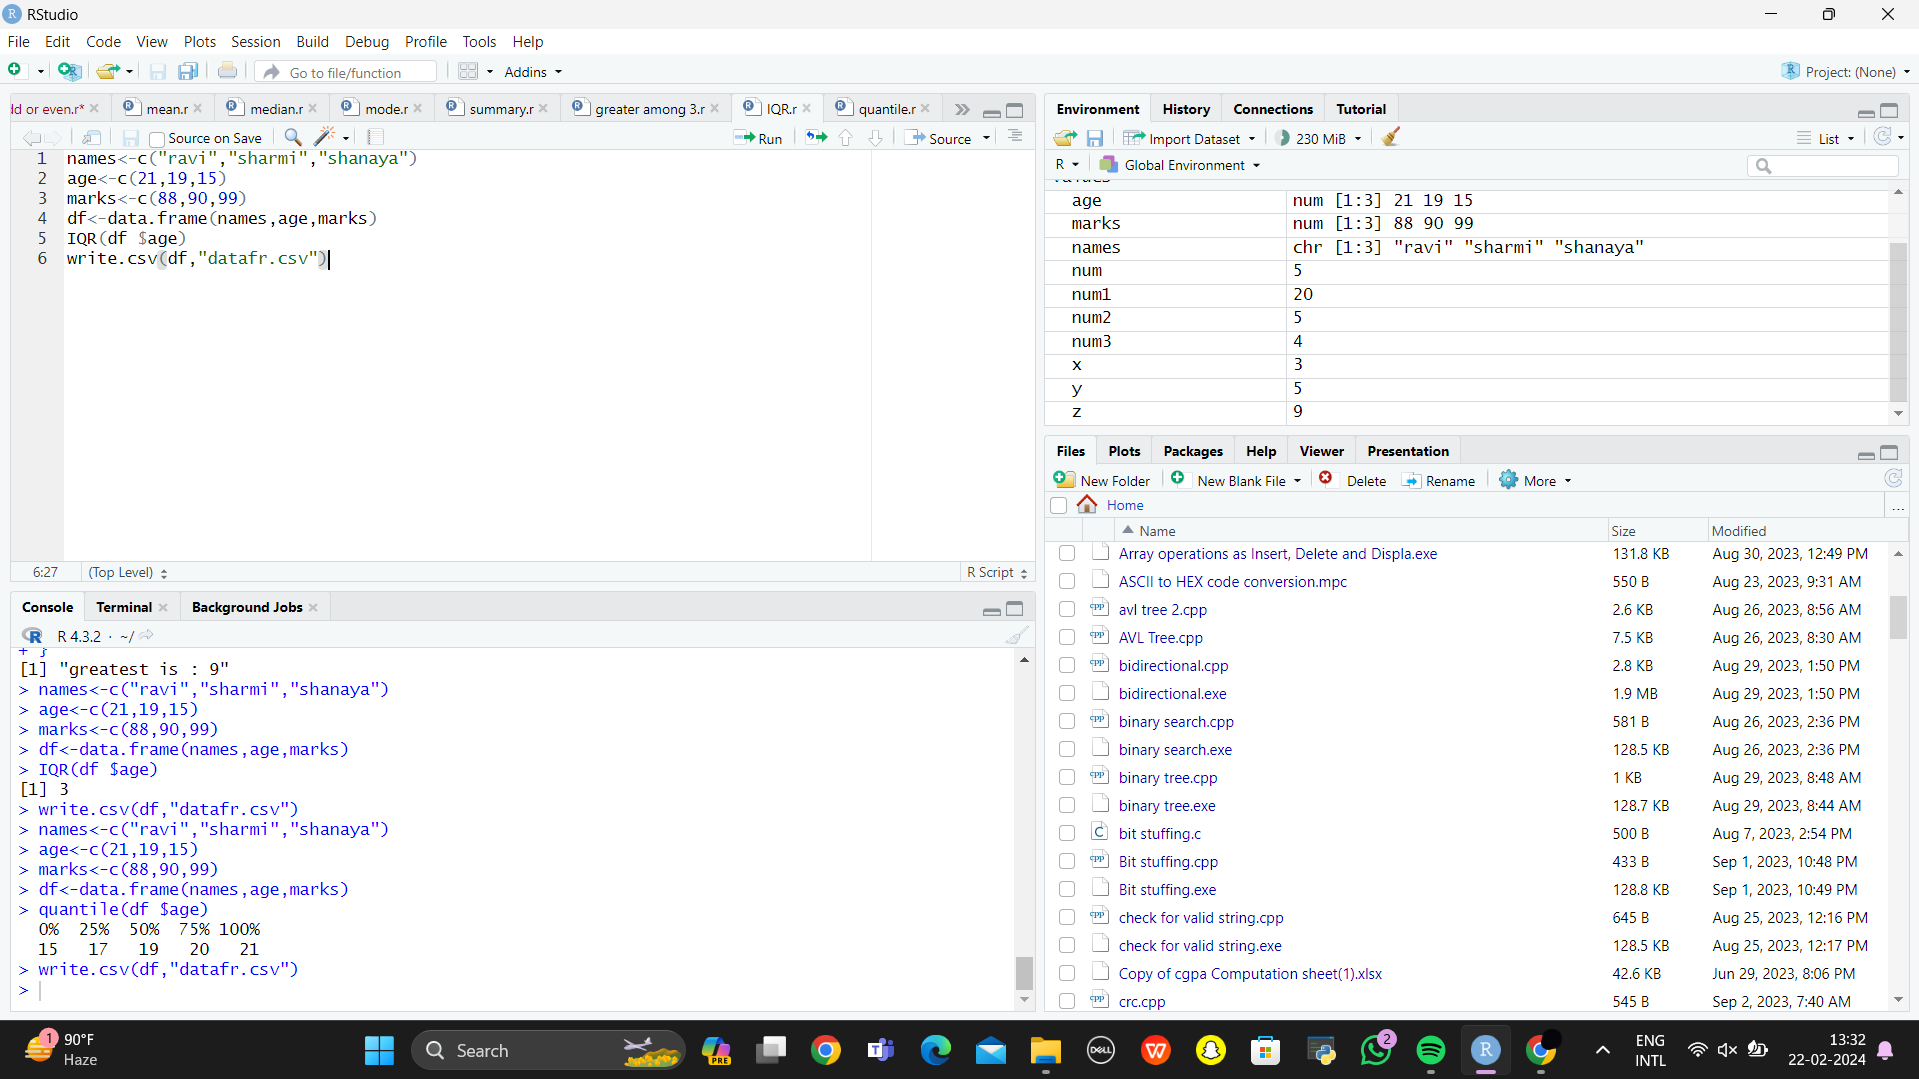 RStudio
File Edit Code View Plots Session Build Debug Profile Tools Help
Go to file/function Addins Project: (None)
dd or even.r* mean.r median.r mode.r summary.r greater among 3.r IQR.r quantile.r
Source on Save Run Source
1 names<-c("ravi","sharmi","shanaya")
2 age<-c(21,19,15)
3 marks<-c(88,90,99)
4 df<-data.frame(names,age,marks)
5 IQR(df $age)
6 write.csv(df,"datafr.csv")
6:27 (Top Level) R Script
Console Terminal Background Jobs
R 4.3.2 · ~/
+ }
[1] "greatest is : 9"
> names<-c("ravi","sharmi","shanaya")
> age<-c(21,19,15)
> marks<-c(88,90,99)
> df<-data.frame(names,age,marks)
> IQR(df $age)
[1] 3
> write.csv(df,"datafr.csv")
> names<-c("ravi","sharmi","shanaya")
> age<-c(21,19,15)
> marks<-c(88,90,99)
> df<-data.frame(names,age,marks)
> quantile(df $age)
0% 25% 50% 75% 100%
15 17 19 20 21
> write.csv(df,"datafr.csv")
>
Environment History Connections Tutorial
Import Dataset 230 MiB List
R Global Environment
values
age num [1:3] 21 19 15
marks num [1:3] 88 90 99
names chr [1:3] "ravi" "sharmi" "shanaya"
num 5
num1 20
num2 5
num3 4
x 3
y 5
z 9
Files Plots Packages Help Viewer Presentation
New Folder New Blank File Delete Rename More
Home ...
Name Size Modified
Array operations as Insert, Delete and Displa.exe 131.8 KB Aug 30, 2023, 12:49 PM
ASCII to HEX code conversion.mpc 550 B Aug 23, 2023, 9:31 AM
avl tree 2.cpp 2.6 KB Aug 26, 2023, 8:56 AM
AVL Tree.cpp 7.5 KB Aug 26, 2023, 8:30 AM
bidirectional.cpp 2.8 KB Aug 29, 2023, 1:50 PM
bidirectional.exe 1.9 MB Aug 29, 2023, 1:50 PM
binary search.cpp 581 B Aug 26, 2023, 2:36 PM
binary search.exe 128.5 KB Aug 26, 2023, 2:36 PM
binary tree.cpp 1 KB Aug 29, 2023, 8:48 AM
binary tree.exe 128.7 KB Aug 29, 2023, 8:44 AM
bit stuffing.c 500 B Aug 7, 2023, 2:54 PM
Bit stuffing.cpp 433 B Sep 1, 2023, 10:48 PM
Bit stuffing.exe 128.8 KB Sep 1, 2023, 10:49 PM
check for valid string.cpp 645 B Aug 25, 2023, 12:16 PM
check for valid string.exe 128.5 KB Aug 25, 2023, 12:17 PM
Copy of cgpa Computation sheet(1).xlsx 42.6 KB Jun 29, 2023, 8:06 PM
crc.cpp 545 B Sep 2, 2023, 7:40 AM
1 90°F
Haze
Search
PRE
DELL
2
ENG
INTL
13:32
22-02-2024